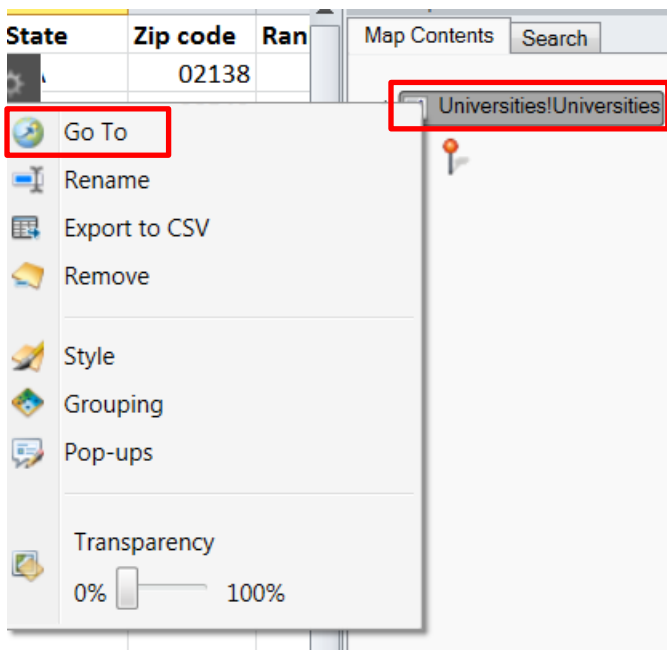 State Zip code Ran
02138
Map Contents Search
Universities!Universities
Go To
Rename
Export to CSV
Remove
Style
Grouping
Pop-ups
Transparency
0% 100%